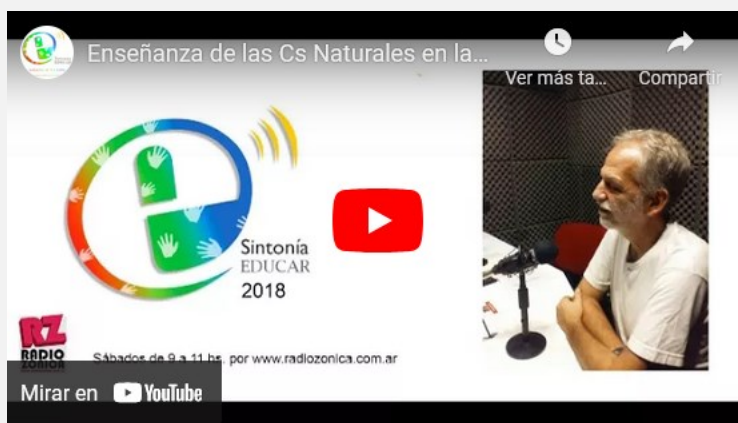 Enseñanza de las Cs Naturales en la...
Ver más ta...
Compartir
Sintonía
EDUCAR
2018
RZ
RADIO
ZONICA
Sábados de 9 a 11 hs. por www.radiozonica.com.ar
Mirar en YouTube